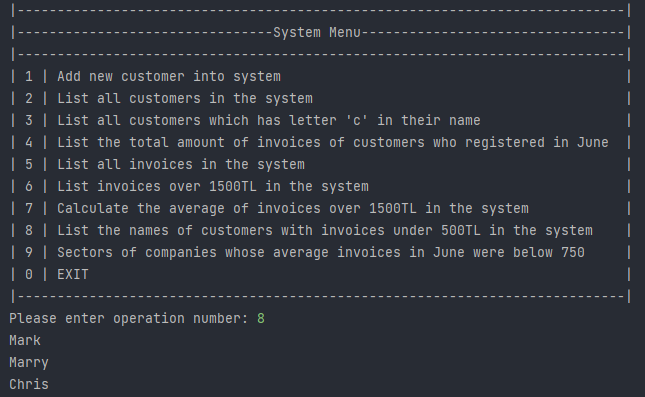 |----------------------------------------------------------------------------|
|--------------------------------System Menu---------------------------------|
|----------------------------------------------------------------------------|
| 1 | Add new customer into system                                           |
| 2 | List all customers in the system                                       |
| 3 | List all customers which has letter 'c' in their name                  |
| 4 | List the total amount of invoices of customers who registered in June  |
| 5 | List all invoices in the system                                        |
| 6 | List invoices over 1500TL in the system                                |
| 7 | Calculate the average of invoices over 1500TL in the system            |
| 8 | List the names of customers with invoices under 500TL in the system    |
| 9 | Sectors of companies whose average invoices in June were below 750     |
| 0 | EXIT                                                                   |
|----------------------------------------------------------------------------|
Please enter operation number: 8
Mark
Marry
Chris